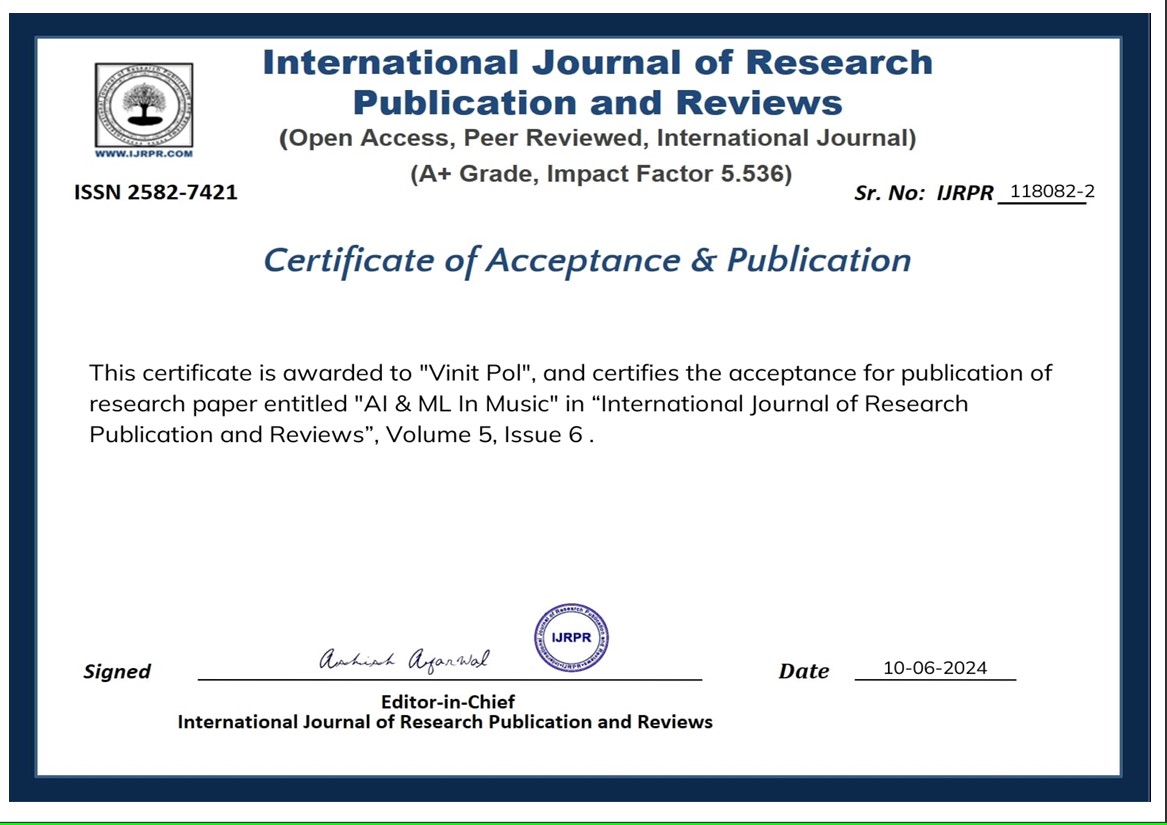 International Journal of Research
Publication and Reviews
(Open Access, Peer Reviewed, International Journal)
(A+ Grade, Impact Factor 5.536)
WWW.IJRPR.COM
ISSN 2582-7421
Sr. No: IJRPR 118082-2
Certificate of Acceptance & Publication
This certificate is awarded to "Vinit Pol", and certifies the acceptance for publication of
research paper entitled "AI & ML In Music" in “International Journal of Research
Publication and Reviews”, Volume 5, Issue 6 .
IJRPR
Signed Ashish Agarwal
Date 10-06-2024
Editor-in-Chief
International Journal of Research Publication and Reviews